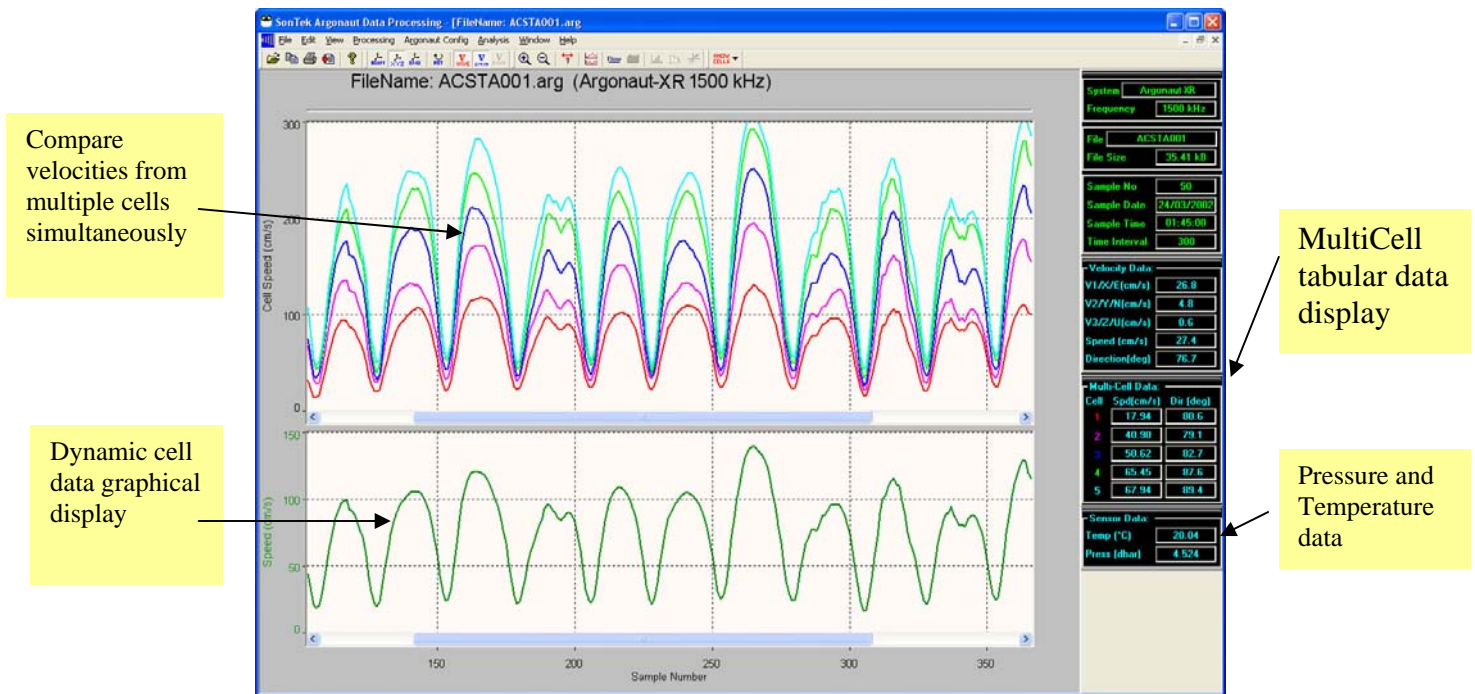 SonTek Argonaut Data Processing - [FileName: ACSTA001.arg
File Edit View Processing Argonaut Config Analysis Window Help
FileName: ACSTA001.arg (Argonaut-XR 1500 kHz)
Compare
velocities from
multiple cells
simultaneously
Dynamic cell
data graphical
display
Cell Speed (cm/s)
300
200
100
0
Speed (cm/s)
150
100
50
0
150 200 250 300 350
Sample Number
System Argonaut XR
Frequency 1500 kHz
File ACSTA001
File Size 35.41 kB
Sample No 50
Sample Date 24/03/2002
Sample Time 01:45:00
Time Interval 300
Velocity Data:
V1/X/E(cm/s) 26.8
V2/Y/N(cm/s) 4.8
V3/Z/U(cm/s) 0.6
Speed (cm/s) 27.4
Direction(deg) 76.7
Multi-Cell Data:
Cell Spd(cm/s) Dir (deg)
1 17.94 80.6
2 40.90 79.1
3 50.62 82.7
4 65.45 87.6
5 67.94 89.4
Sensor Data:
Temp (°C) 20.04
Press (dbar) 4.524
MultiCell
tabular data
display
Pressure and
Temperature
data